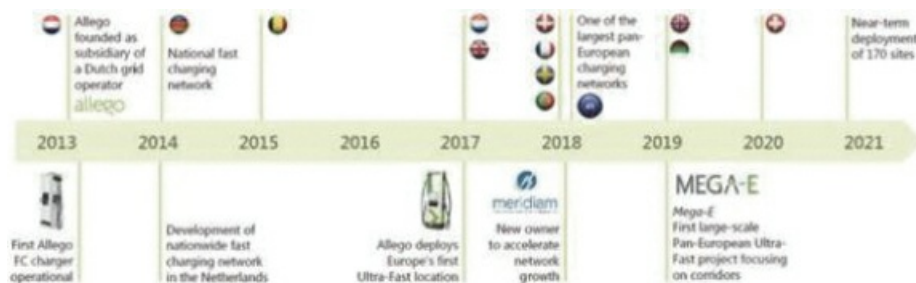 Allego
founded as
subsidiary of
a Dutch grid
operator
allego
National fast
charging
network
One of the
largest pan-
European
charging
networks
Near-term
deployment
of 170 sites
2013
2014
2015
2016
2017
2018
2019
2020
2021
First Allego
FC charger
operational
Development of
nationwide fast
charging network
in the Netherlands
Allego deploys
Europe's first
Ultra-Fast location
meridiam
New owner
to accelerate
network
growth
MEGA-E
Mega-E
First large-scale
Pan-European Ultra-
Fast project focusing
on corridors